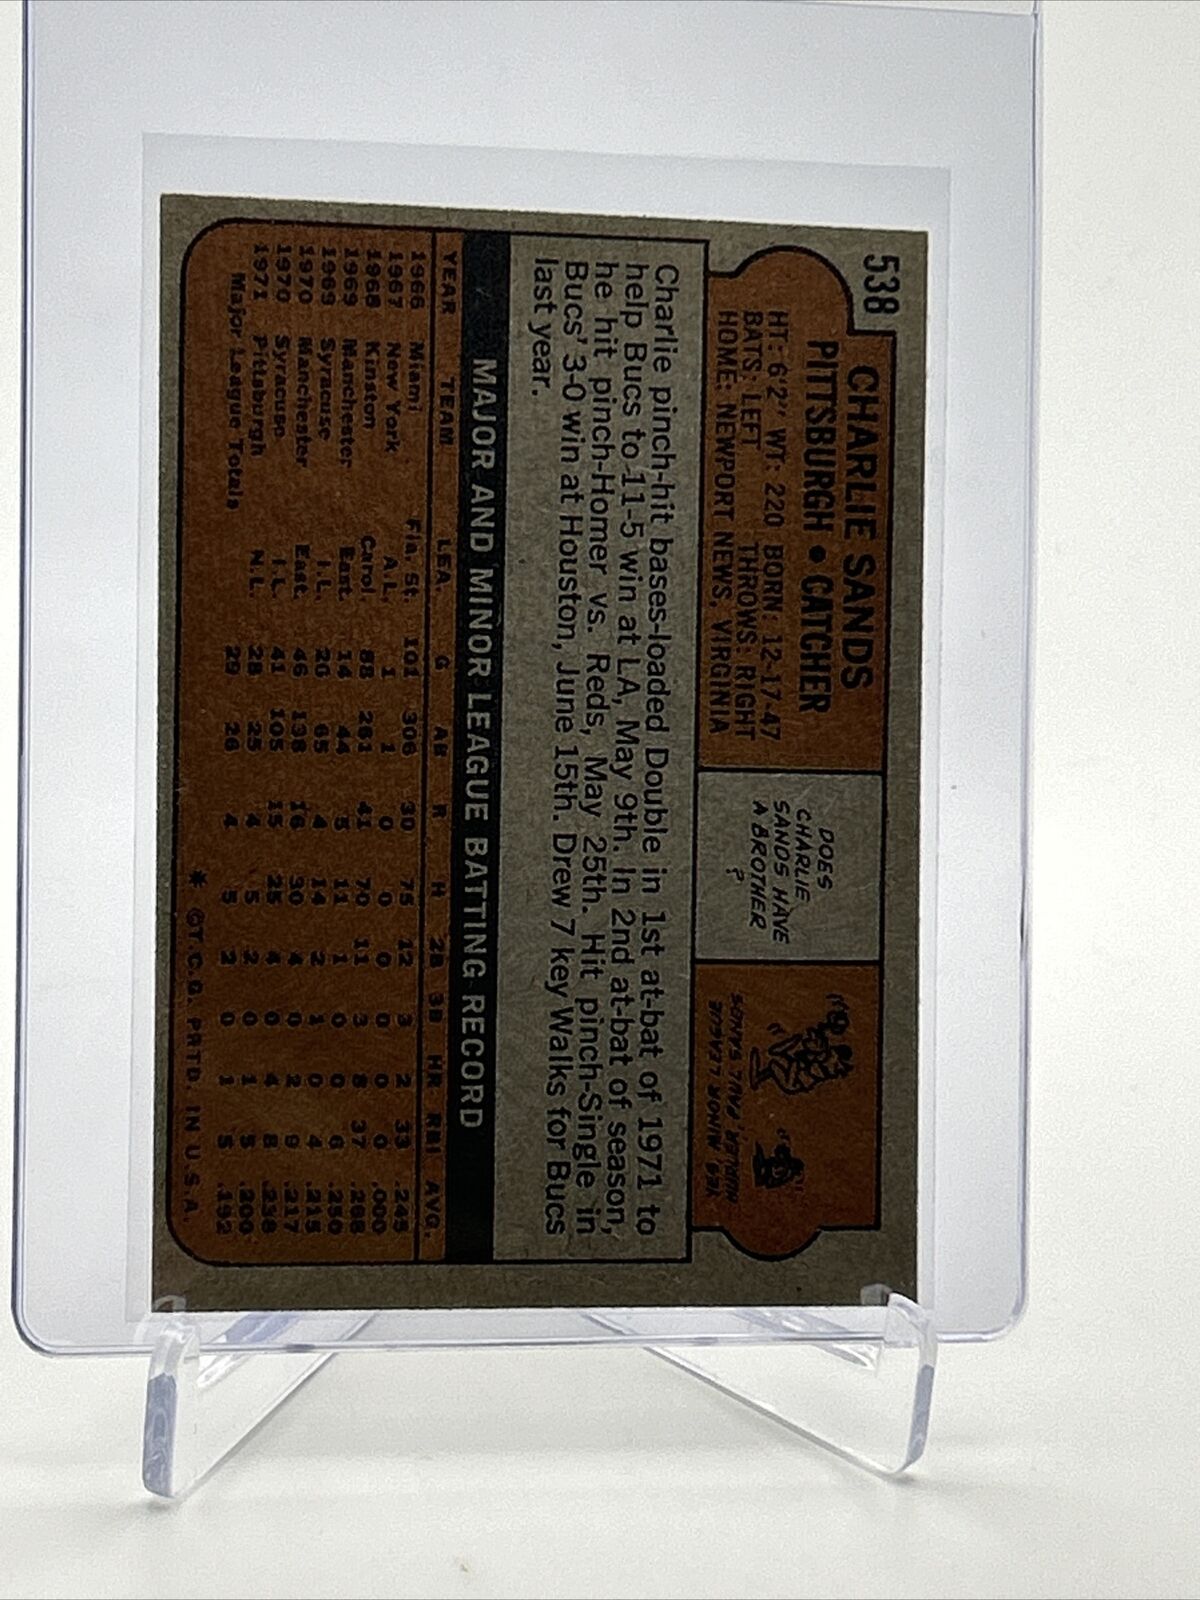 538
CHARLIE SANDS
PITTSBURGH • CATCHER
HT: 6'2" WT: 220 BORN: 12-17-47
BATS: LEFT THROWS: RIGHT
HOME: NEWPORT NEWS, VIRGINIA
DOES
CHARLIE
SANDS HAVE
A BROTHER
?
YES, MINOR LEAGUE
HURLER, PAUL SANDS
Charlie pinch-hit bases-loaded Double in 1st at-bat of 1971 to
help Bucs to 11-5 win at LA, May 9th. In 2nd at-bat of season,
he hit pinch-Homer vs. Reds, May 25th. Hit pinch-Single in
Bucs' 3-0 win at Houston, June 15th. Drew 7 key Walks for Bucs
last year.
MAJOR AND MINOR LEAGUE BATTING RECORD
YEAR TEAM LEA. G AB R H 2B 3B HR RBI AVG.
1966 Miami Fla. St. 101 306 30 75 12 3 2 33 .245
1967 New York A.L. 1 1 0 0 0 0 0 0 .000
1968 Kinston Carol. 88 261 41 70 11 3 8 37 .268
1969 Manchester East. 14 44 5 11 1 0 0 6 .250
1969 Syracuse I.L. 26 65 4 14 2 1 0 4 .215
1970 Manchester East. 46 138 16 30 4 0 2 9 .217
1970 Syracuse I.L. 41 105 15 25 4 0 4 8 .238
1971 Pittsburgh N.L. 28 25 4 5 2 0 1 5 .200
Major League Totals 29 26 4 5 2 0 1 5 .192
* ©T.C.G. PRTD. IN U.S.A.